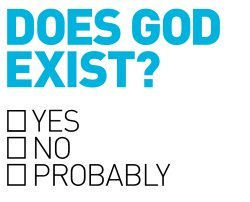 DOES GOD
EXIST?
☐ YES
☐ NO
☐ PROBABLY